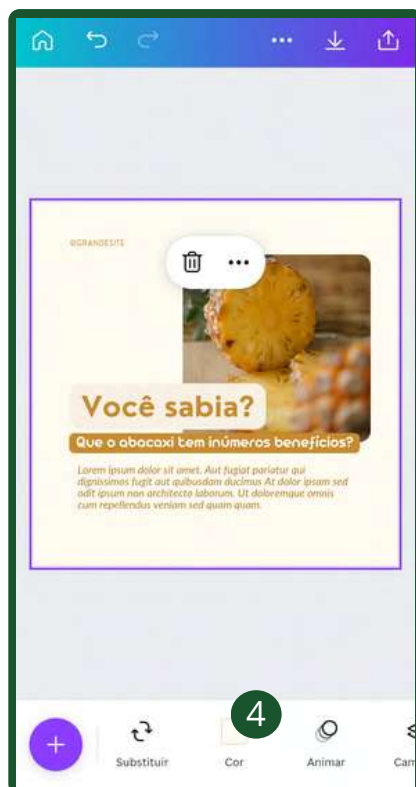 @GRANDESITE
Você sabia?
Que o abacaxi tem inúmeros benefícios?
Lorem ipsum dolor sit amet. Aut fugiat pariatur qui
dignissimos fugit aut quibusdam ducimus At dolor ipsum sed
odit ipsum non architecto laborum. Ut doloremque omnis
cum repellendus veniam sed quam quam.
4
Substituir
Cor
Animar
Cam